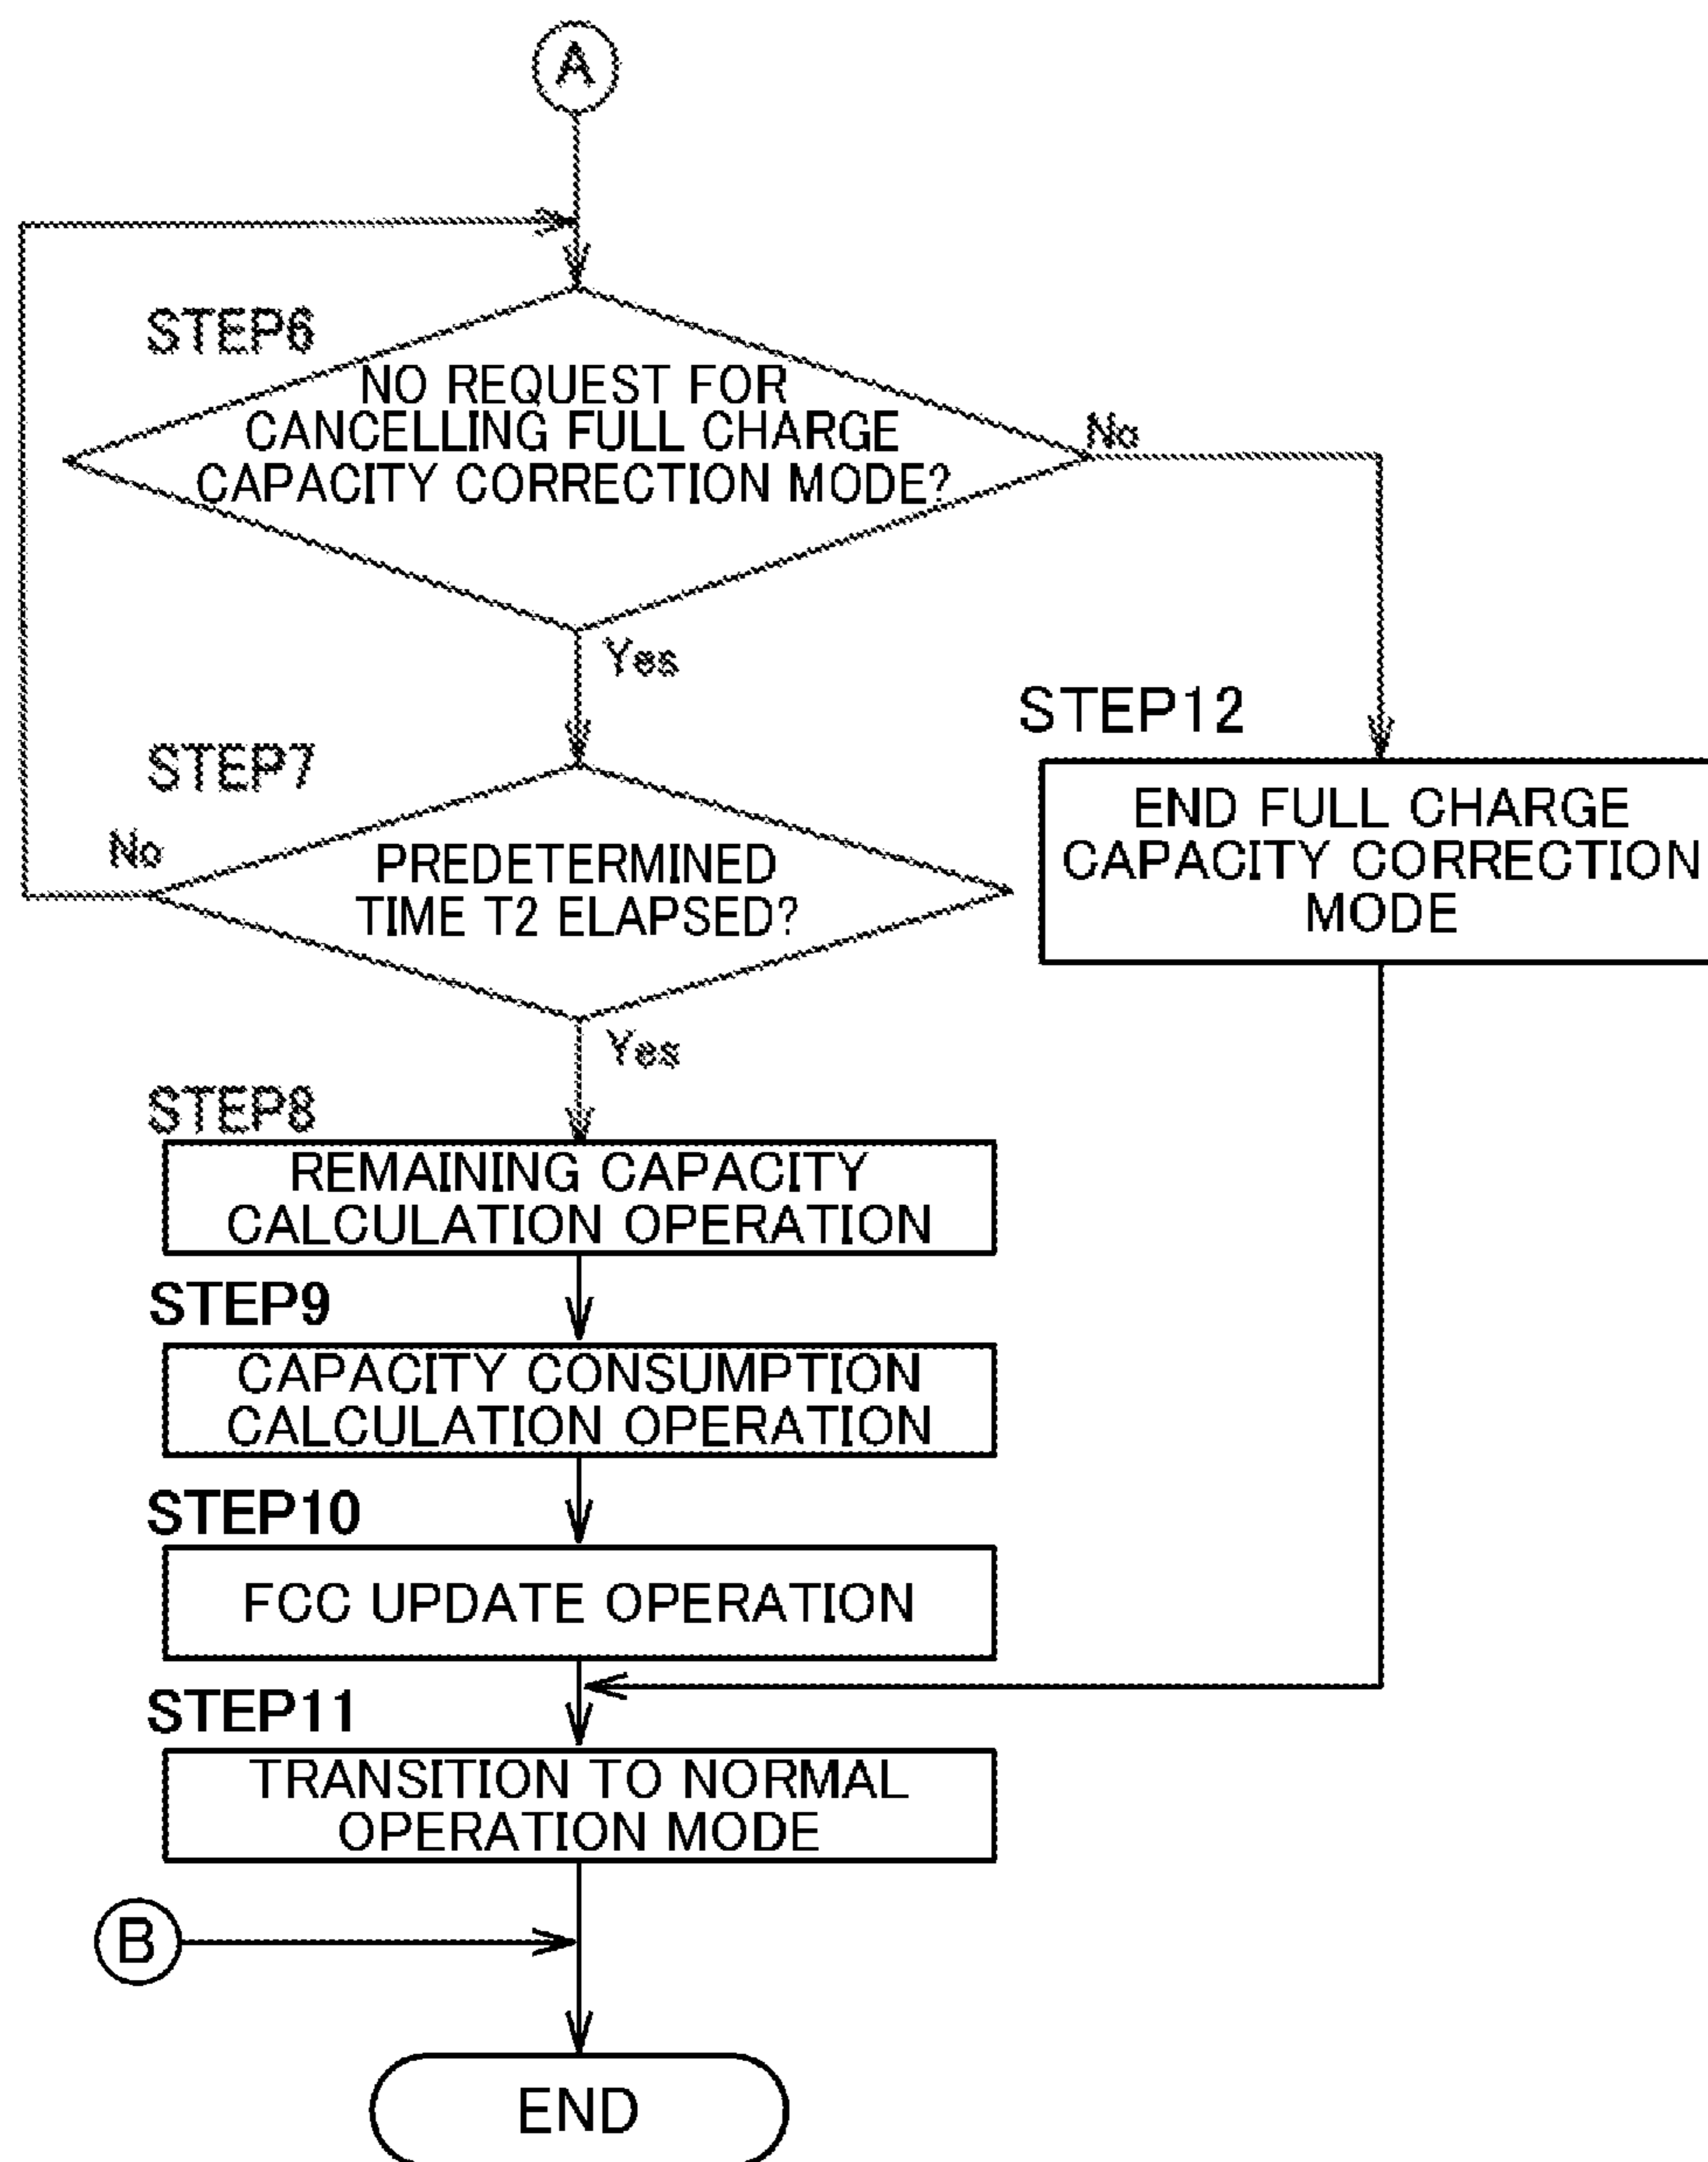 A
STEP6
NO REQUEST FOR
CANCELLING FULL CHARGE
CAPACITY CORRECTION MODE?
No
Yes
STEP12
END FULL CHARGE
CAPACITY CORRECTION
MODE
STEP7
No
PREDETERMINED
TIME T2 ELAPSED?
Yes
STEP8
REMAINING CAPACITY
CALCULATION OPERATION
STEP9
CAPACITY CONSUMPTION
CALCULATION OPERATION
STEP10
FCC UPDATE OPERATION
STEP11
TRANSITION TO NORMAL
OPERATION MODE
B
END